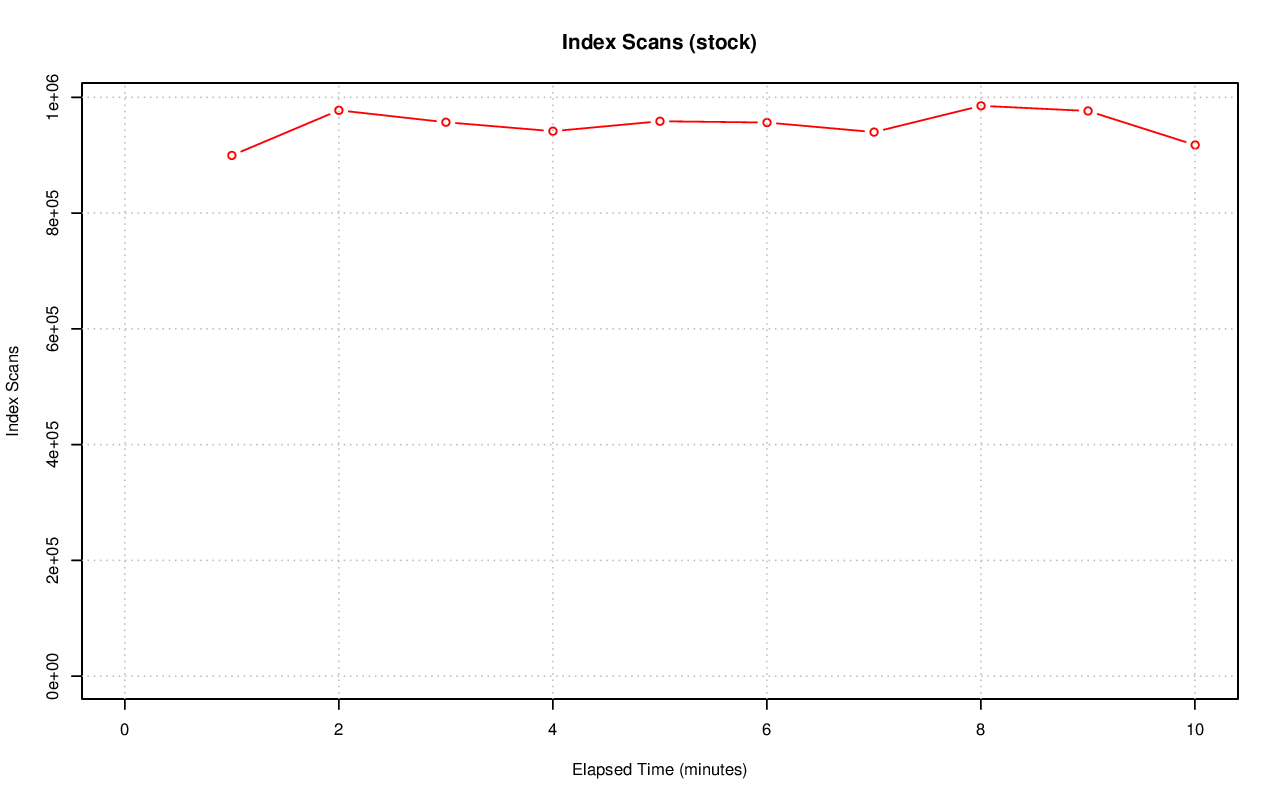 Index Scans (stock)
1e+06
8e+05
6e+05
4e+05
2e+05
0e+00
Index Scans
0 2 4 6 8 10
Elapsed Time (minutes)